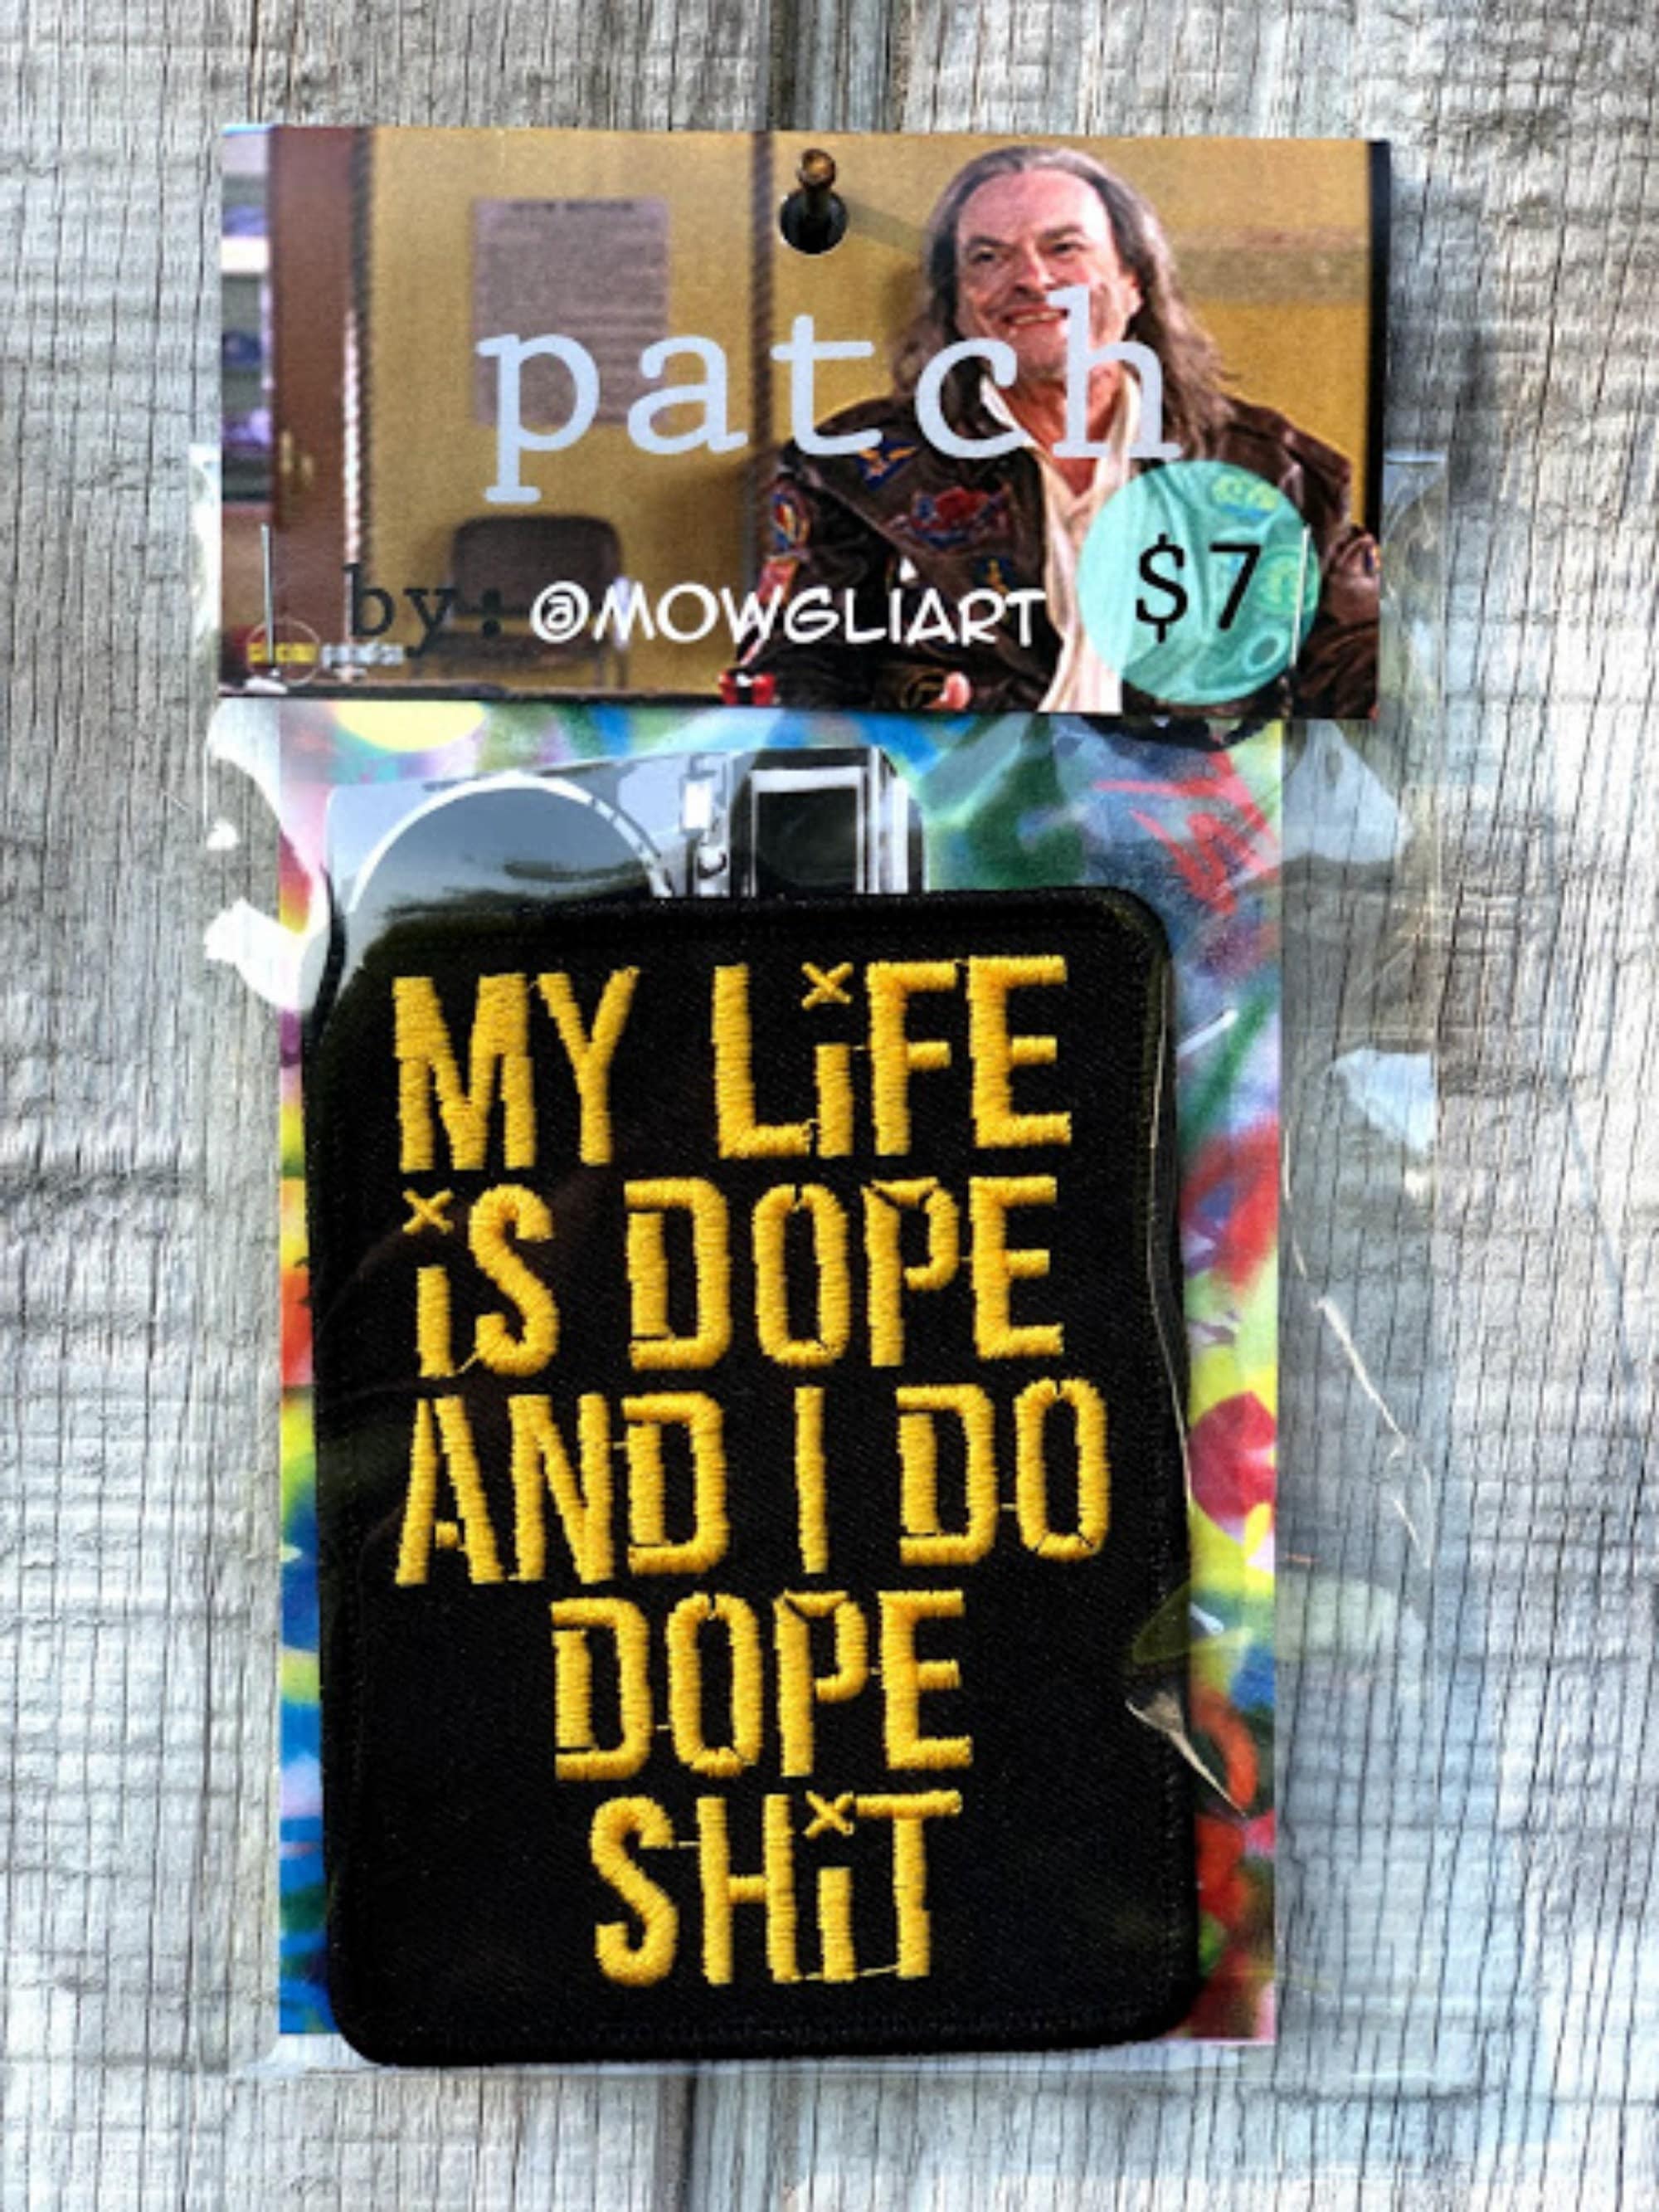 patch
by: @MOWGLIART
$7
MY LiFE
iS DOPE
AND I DO
DOPE
SHiT